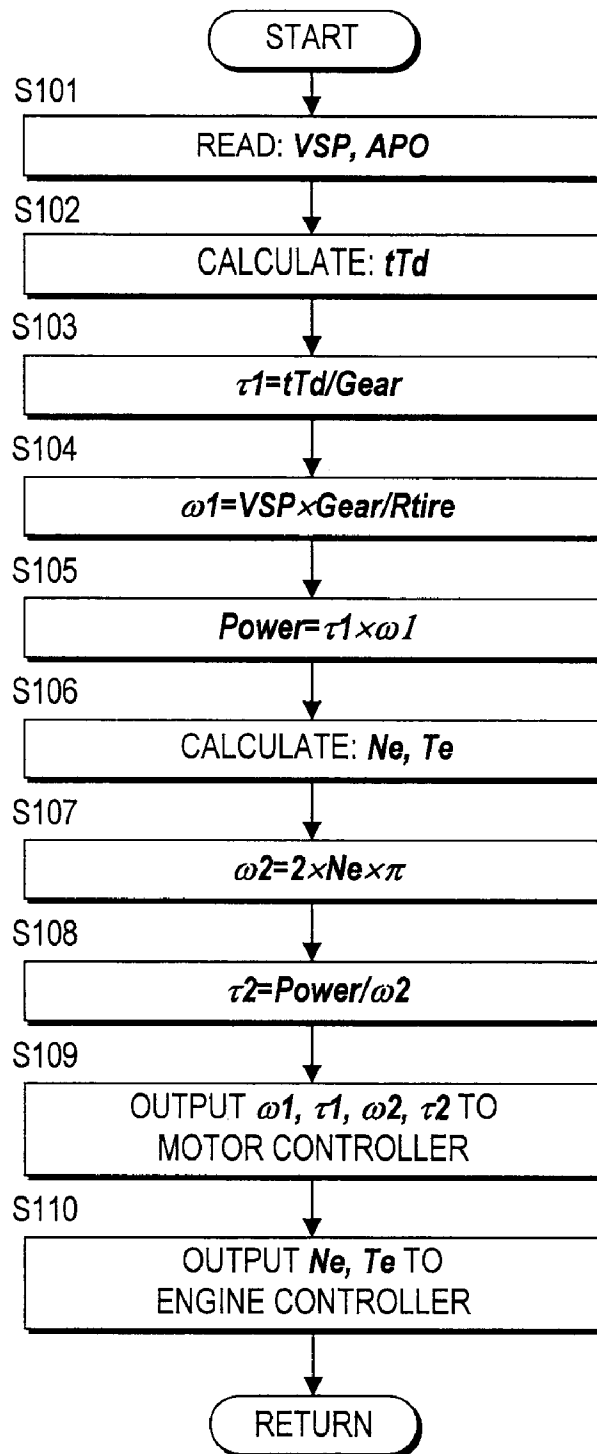 START
S101
READ: VSP, APO
S102
CALCULATE: tTd
S103
τ1=tTd/Gear
S104
ω1=VSP×Gear/Rtire
S105
Power=τ1×ω1
S106
CALCULATE: Ne, Te
S107
ω2=2×Ne×π
S108
τ2=Power/ω2
S109
OUTPUT ω1, τ1, ω2, τ2 TO
MOTOR CONTROLLER
S110
OUTPUT Ne, Te TO
ENGINE CONTROLLER
RETURN